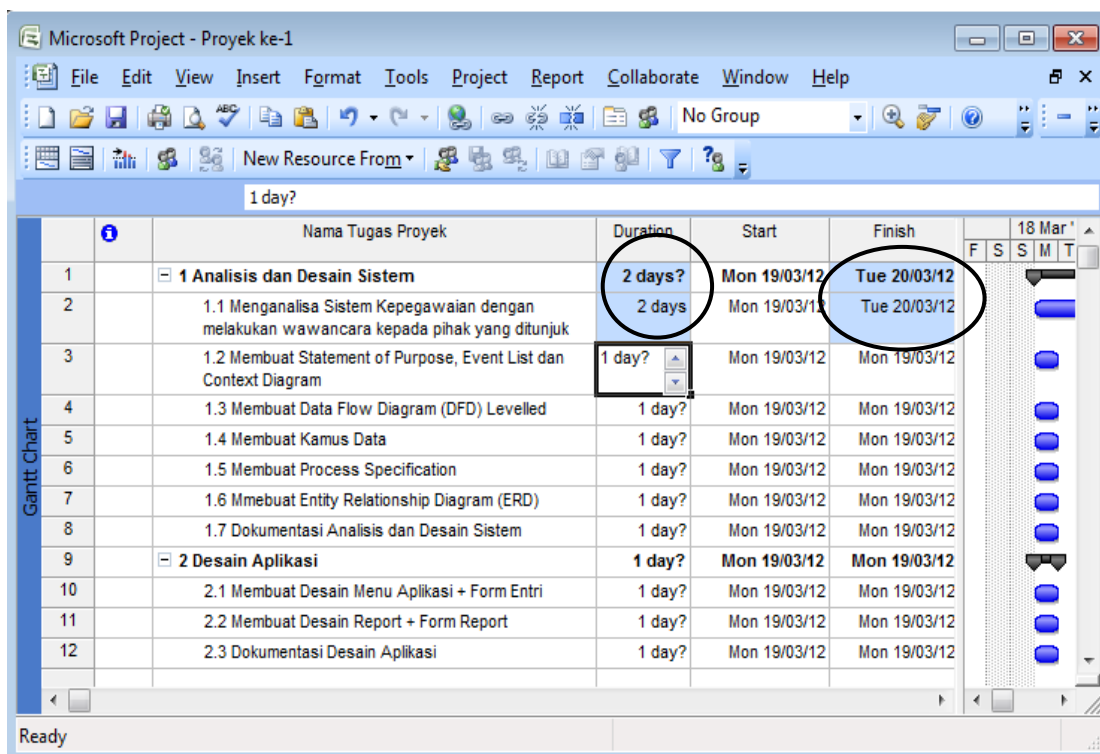 Microsoft Project - Proyek ke-1
File Edit View Insert Format Tools Project Report Collaborate Window Help
No Group
New Resource From
1 day?
Nama Tugas Proyek Duration Start Finish 18 Mar '
F S S M T
1 1 Analisis dan Desain Sistem 2 days? Mon 19/03/12 Tue 20/03/12
2 1.1 Menganalisa Sistem Kepegawaian dengan 2 days Mon 19/03/12 Tue 20/03/12
melakukan wawancara kepada pihak yang ditunjuk
3 1.2 Membuat Statement of Purpose, Event List dan 1 day? Mon 19/03/12 Mon 19/03/12
Context Diagram
4 1.3 Membuat Data Flow Diagram (DFD) Levelled 1 day? Mon 19/03/12 Mon 19/03/12
5 1.4 Membuat Kamus Data 1 day? Mon 19/03/12 Mon 19/03/12
6 1.5 Membuat Process Specification 1 day? Mon 19/03/12 Mon 19/03/12
7 1.6 Mmebuat Entity Relationship Diagram (ERD) 1 day? Mon 19/03/12 Mon 19/03/12
8 1.7 Dokumentasi Analisis dan Desain Sistem 1 day? Mon 19/03/12 Mon 19/03/12
9 2 Desain Aplikasi 1 day? Mon 19/03/12 Mon 19/03/12
10 2.1 Membuat Desain Menu Aplikasi + Form Entri 1 day? Mon 19/03/12 Mon 19/03/12
11 2.2 Membuat Desain Report + Form Report 1 day? Mon 19/03/12 Mon 19/03/12
12 2.3 Dokumentasi Desain Aplikasi 1 day? Mon 19/03/12 Mon 19/03/12
Gantt Chart
Ready